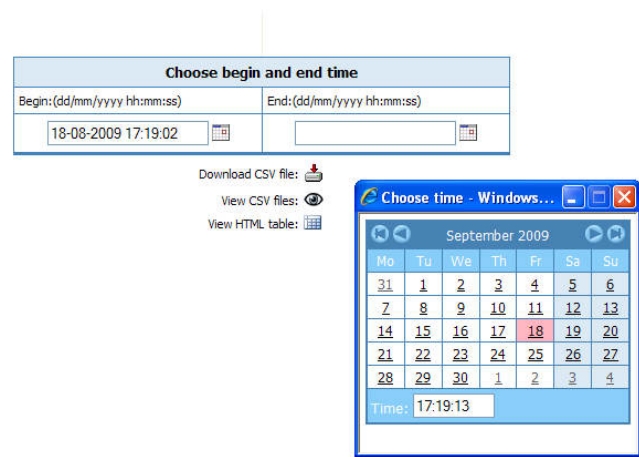 Choose begin and end time
Begin:(dd/mm/yyyy hh:mm:ss) End:(dd/mm/yyyy hh:mm:ss)
18-08-2009 17:19:02
Download CSV file:
View CSV files:
View HTML table:
Choose time - Windows...
September 2009
Mo Tu We Th Fr Sa Su
31 1 2 3 4 5 6
7 8 9 10 11 12 13
14 15 16 17 18 19 20
21 22 23 24 25 26 27
28 29 30 1 2 3 4
Time: 17:19:13